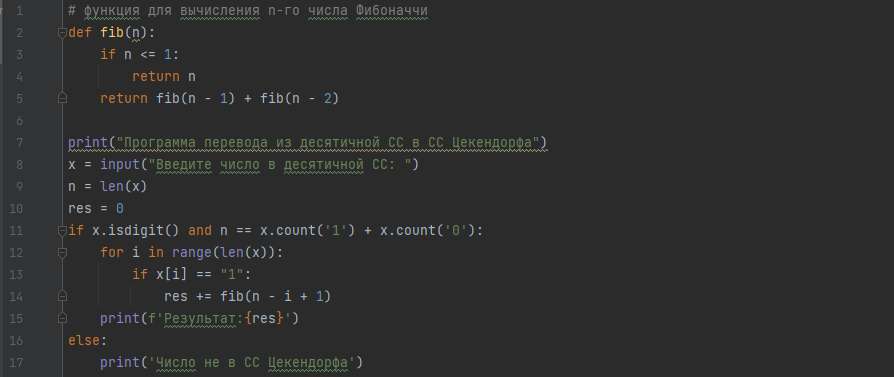 1 # функция для вычисления n-го числа Фибоначчи
2 def fib(n):
3     if n <= 1:
4         return n
5     return fib(n - 1) + fib(n - 2)
6
7 print("Программа перевода из десятичной СС в СС Цекендорфа")
8 x = input("Введите число в десятичной СС: ")
9 n = len(x)
10 res = 0
11 if x.isdigit() and n == x.count('1') + x.count('0'):
12     for i in range(len(x)):
13         if x[i] == "1":
14             res += fib(n - i + 1)
15     print(f'Результат:{res}')
16 else:
17     print('Число не в СС Цекендорфа')